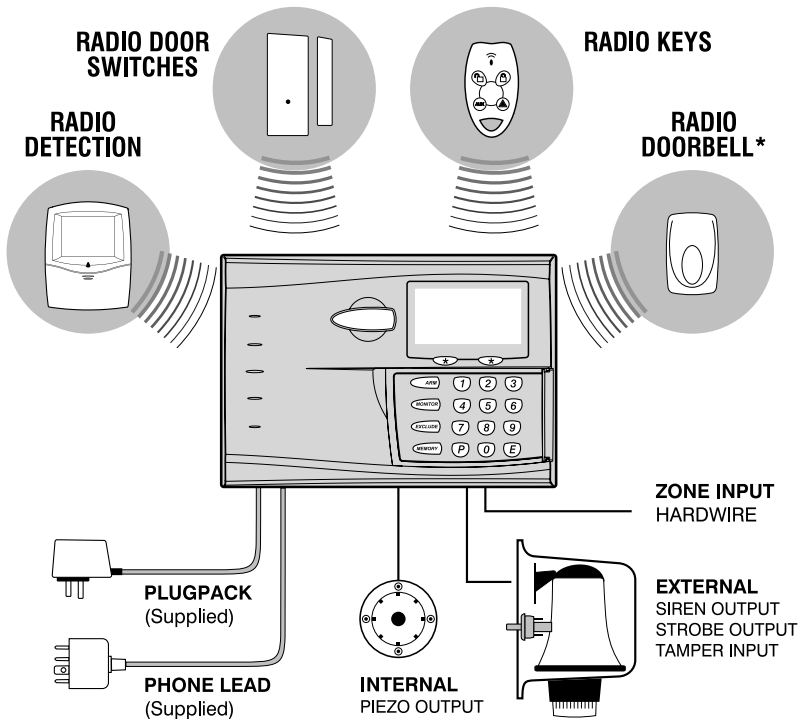 RADIO DOOR
SWITCHES
RADIO KEYS
RADIO
DETECTION
RADIO
DOORBELL*
AUX
* *
ARM 1 2 3
MONITOR 4 5 6
EXCLUDE 7 8 9
MEMORY P 0 E
ZONE INPUT
HARDWIRE
PLUGPACK
(Supplied)
EXTERNAL
SIREN OUTPUT
STROBE OUTPUT
TAMPER INPUT
PHONE LEAD
(Supplied)
INTERNAL
PIEZO OUTPUT